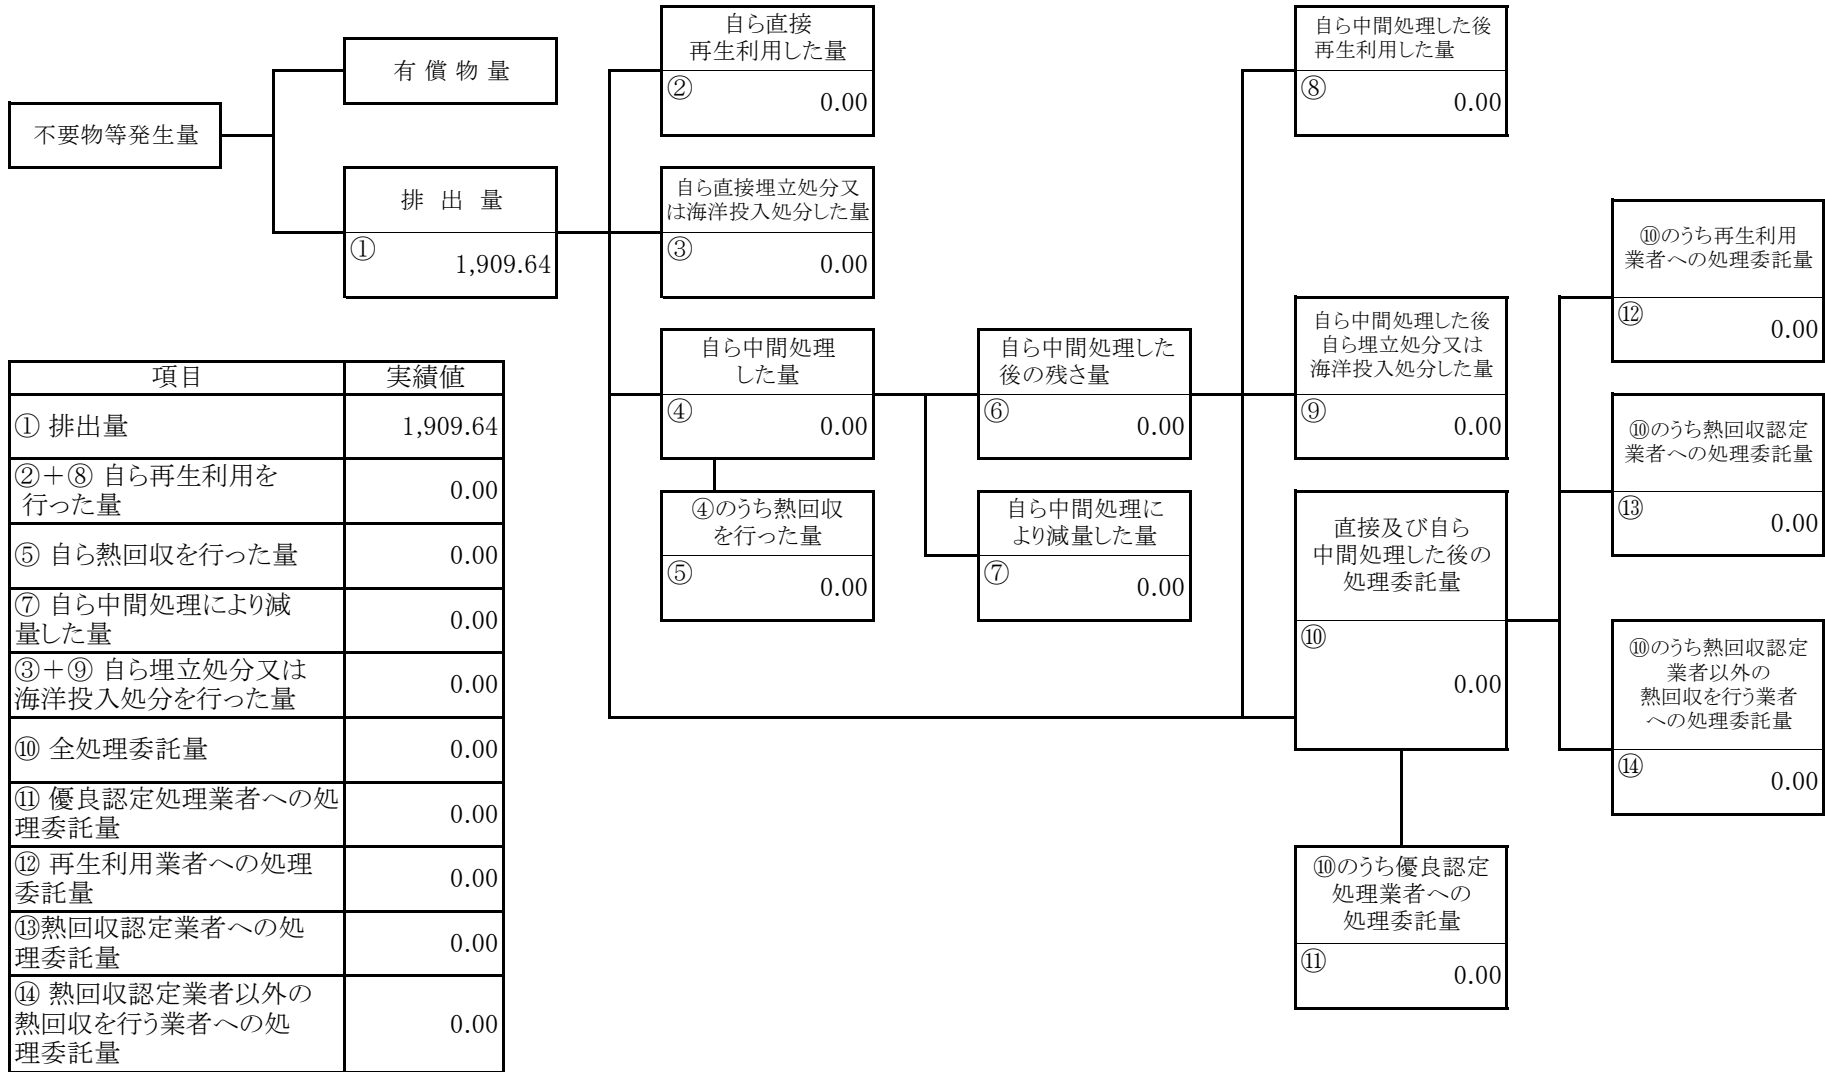 不要物等発生量
有 償 物 量
排 出 量
①
1,909.64
自ら直接
再生利用した量
②
0.00
自ら直接埋立処分又
は海洋投入処分した量
③
0.00
自ら中間処理
した量
④
0.00
④のうち熱回収
を行った量
⑤
0.00
自ら中間処理した
後の残さ量
⑥
0.00
自ら中間処理に
より減量した量
⑦
0.00
自ら中間処理した後
再生利用した量
⑧
0.00
自ら中間処理した後
自ら埋立処分又は
海洋投入処分した量
⑨
0.00
直接及び自ら
中間処理した後の
処理委託量
⑩
0.00
⑩のうち優良認定
処理業者への
処理委託量
⑪
0.00
⑩のうち再生利用
業者への処理委託量
⑫
0.00
⑩のうち熱回収認定
業者への処理委託量
⑬
0.00
⑩のうち熱回収認定
業者以外の
熱回収を行う業者
への処理委託量
⑭
0.00
項目 実績値
① 排出量 1,909.64
②+⑧ 自ら再生利用を
行った量 0.00
⑤ 自ら熱回収を行った量 0.00
⑦ 自ら中間処理により減
量した量 0.00
③+⑨ 自ら埋立処分又は
海洋投入処分を行った量 0.00
⑩ 全処理委託量 0.00
⑪ 優良認定処理業者への処
理委託量 0.00
⑫ 再生利用業者への処理
委託量 0.00
⑬熱回収認定業者への処
理委託量 0.00
⑭ 熱回収認定業者以外の
熱回収を行う業者への処
理委託量 0.00